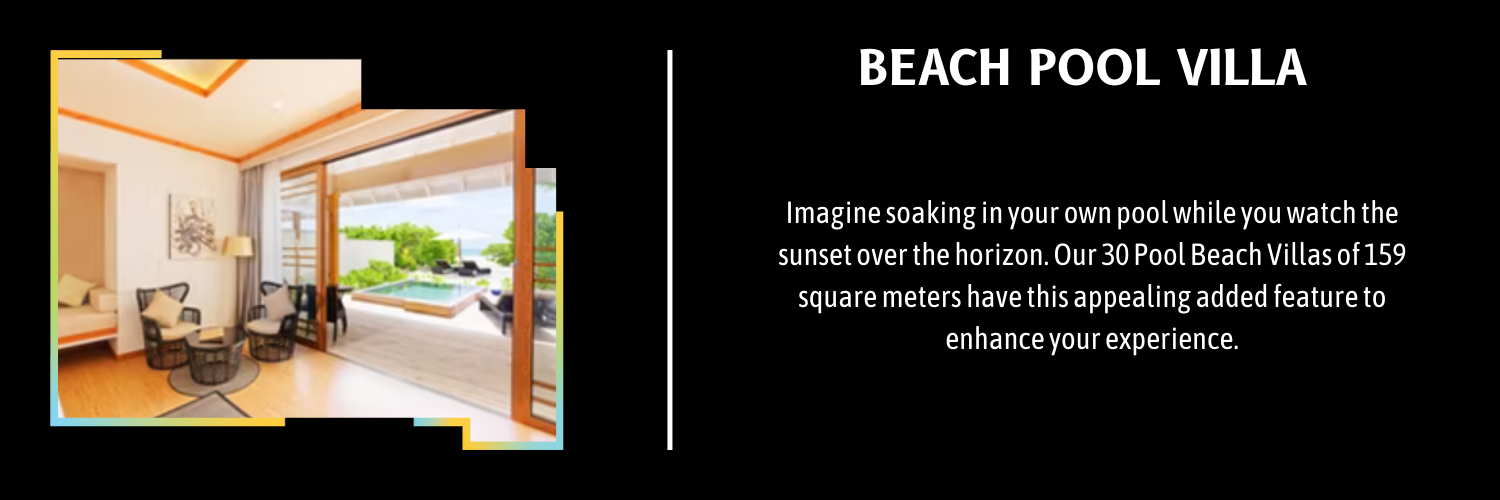 BEACH POOL VILLA
Imagine soaking in your own pool while you watch the
sunset over the horizon. Our 30 Pool Beach Villas of 159
square meters have this appealing added feature to
enhance your experience.